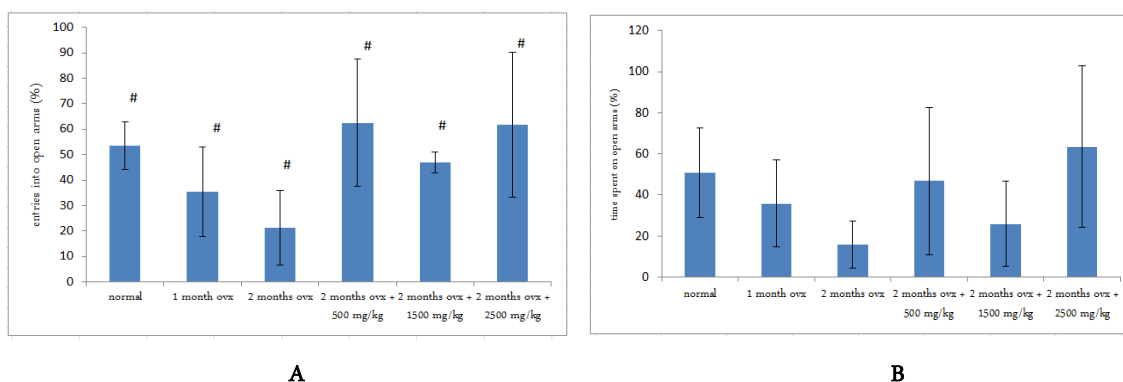 100
90
80
70
60
50
40
30
20
10
0
entries into open arms (%)
#
#
#
#
#
#
normal
1 month ovx
2 months ovx
2 months ovx +
500 mg/kg
2 months ovx +
1500 mg/kg
2 months ovx +
2500 mg/kg
A
120
100
80
60
40
20
0
time spent on open arms (%)
normal
1 month ovx
2 months ovx
2 months ovx +
500 mg/kg
2 months ovx +
1500 mg/kg
2 months ovx +
2500 mg/kg
B